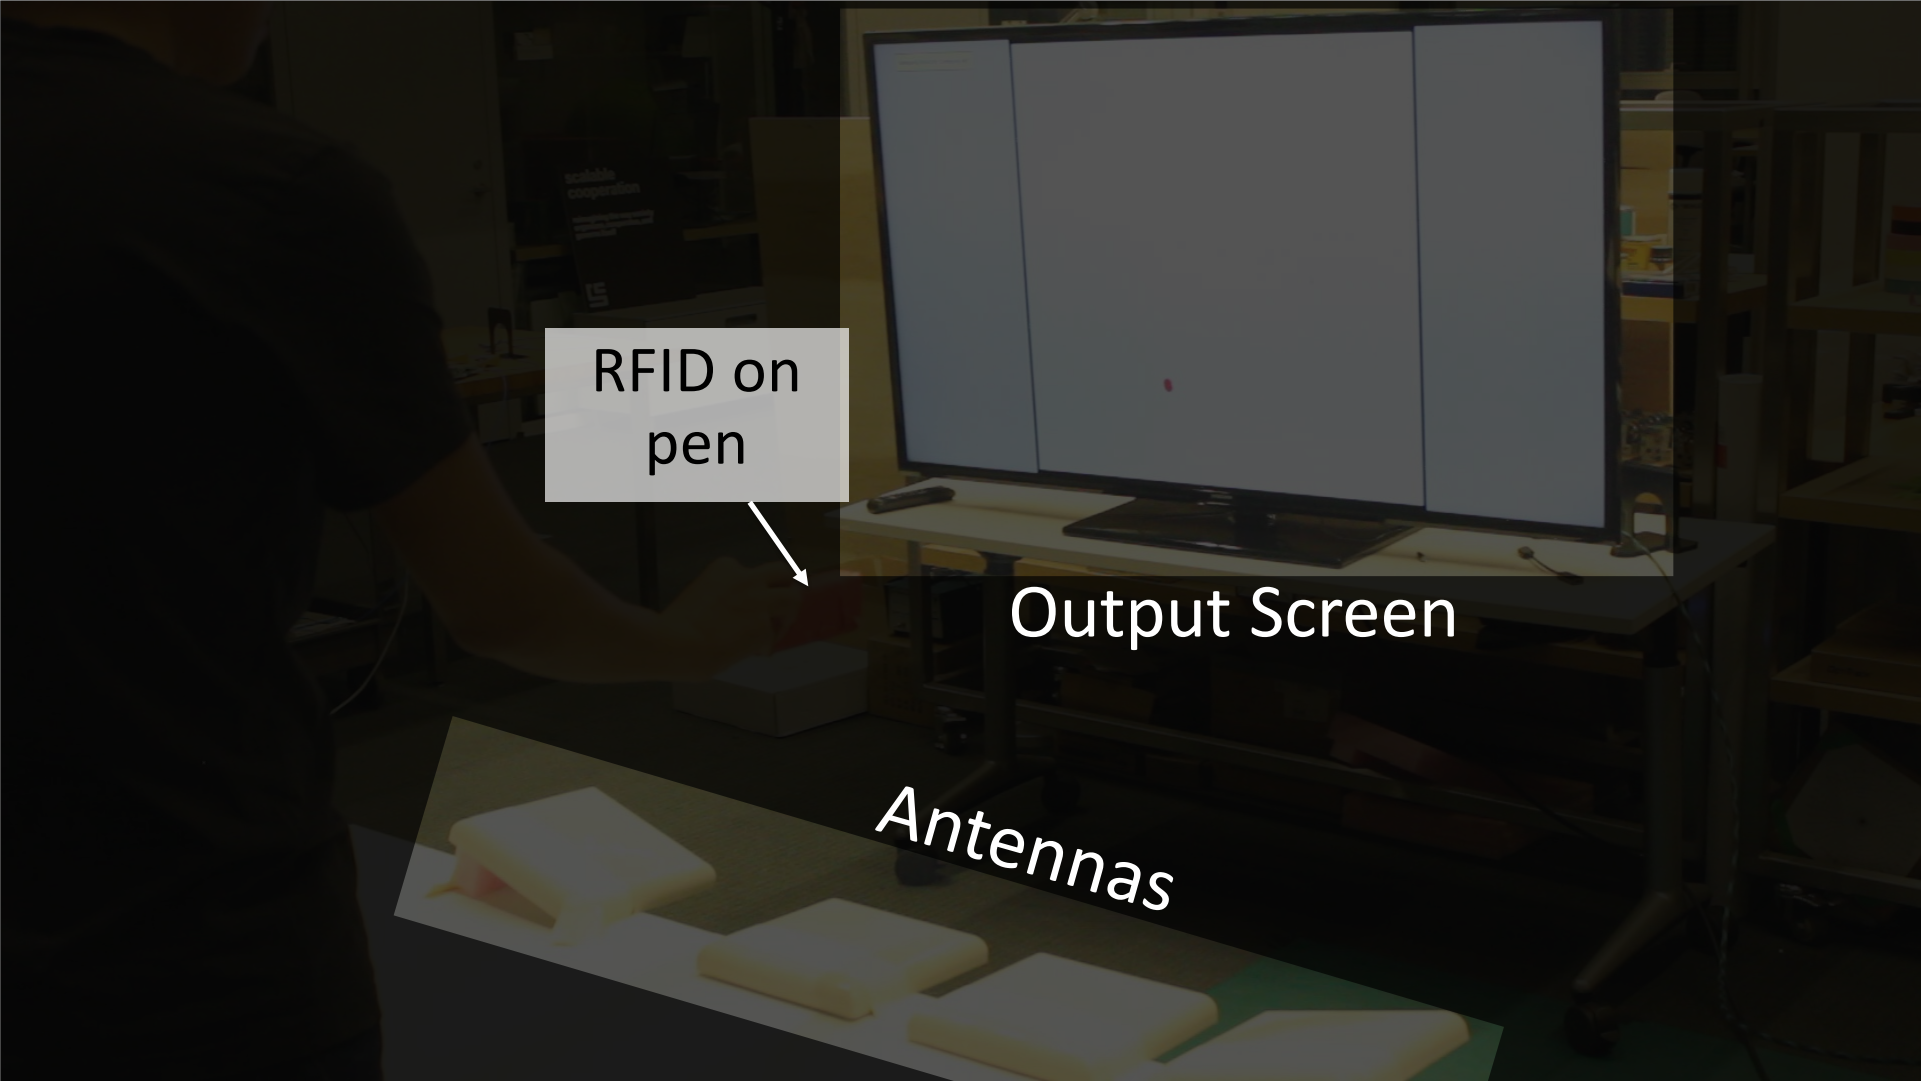 scalable
cooperation
RFID on
pen
Output Screen
Antennas